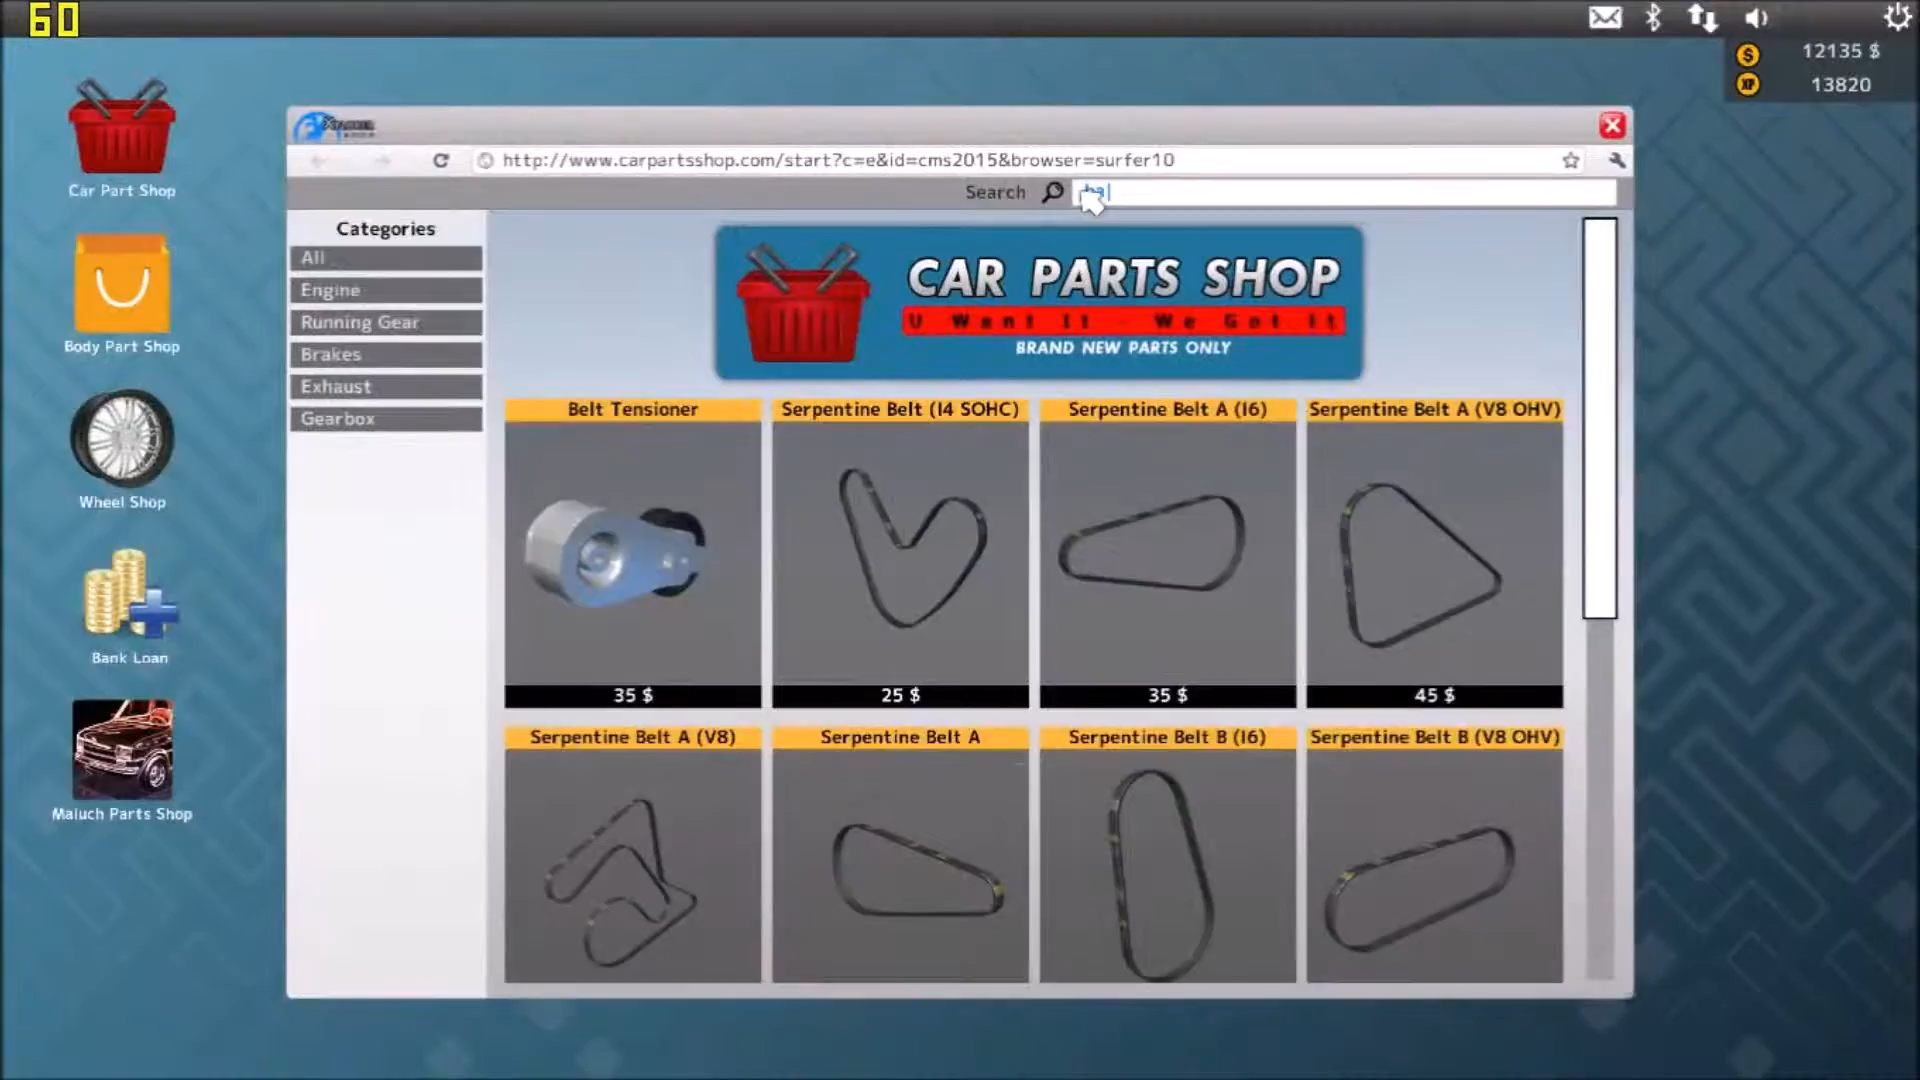 60
12135 $
XP
13820
Car Part Shop
Body Part Shop
Wheel Shop
Bank Loan
Maluch Parts Shop
http://www.carpartsshop.com/start?c=e&id=cms2015&browser=surfer10
Search
Categories
All
Engine
Running Gear
Brakes
Exhaust
Gearbox
CAR PARTS SHOP
U Want It - We Got It
BRAND NEW PARTS ONLY
Belt Tensioner
35 $
Serpentine Belt (I4 SOHC)
25 $
Serpentine Belt A (I6)
35 $
Serpentine Belt A (V8 OHV)
45 $
Serpentine Belt A (V8)
Serpentine Belt A
Serpentine Belt B (I6)
Serpentine Belt B (V8 OHV)